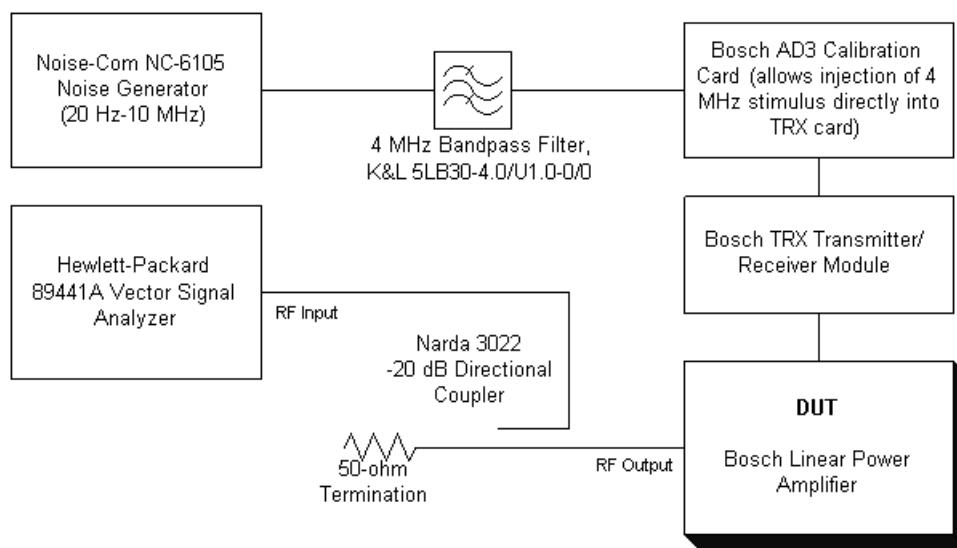 Noise-Com NC-6105
Noise Generator
(20 Hz-10 MHz)
4 MHz Bandpass Filter,
K&L 5LB30-4.0/U1.0-0/0
Bosch AD3 Calibration
Card (allows injection of 4
MHz stimulus directly into
TRX card)
Hewlett-Packard
89441A Vector Signal
Analyzer
RF Input
Narda 3022
-20 dB Directional
Coupler
Bosch TRX Transmitter/
Receiver Module
50-ohm
Termination
RF Output
DUT
Bosch Linear Power
Amplifier